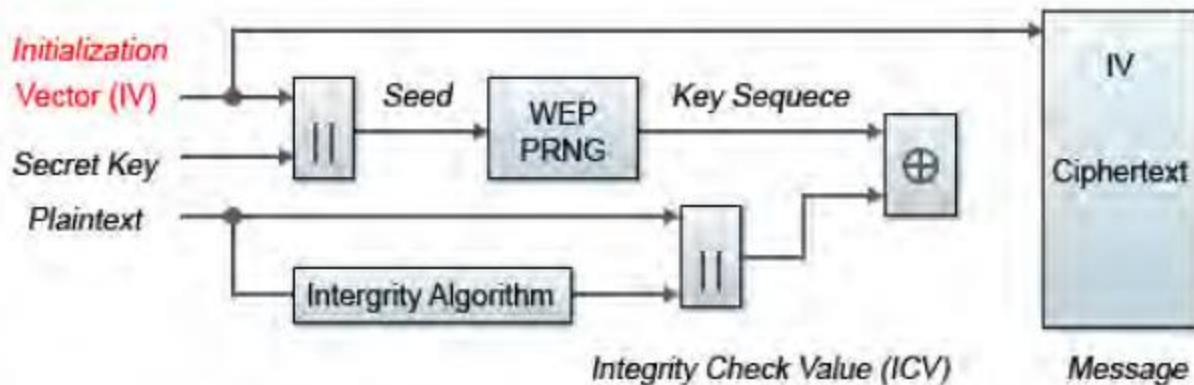 Initialization
Vector (IV)
Secret Key
Plaintext
||
Seed
WEP
PRNG
Key Sequece
⊕
Intergrity Algorithm
||
Integrity Check Value (ICV)
IV
Ciphertext
Message